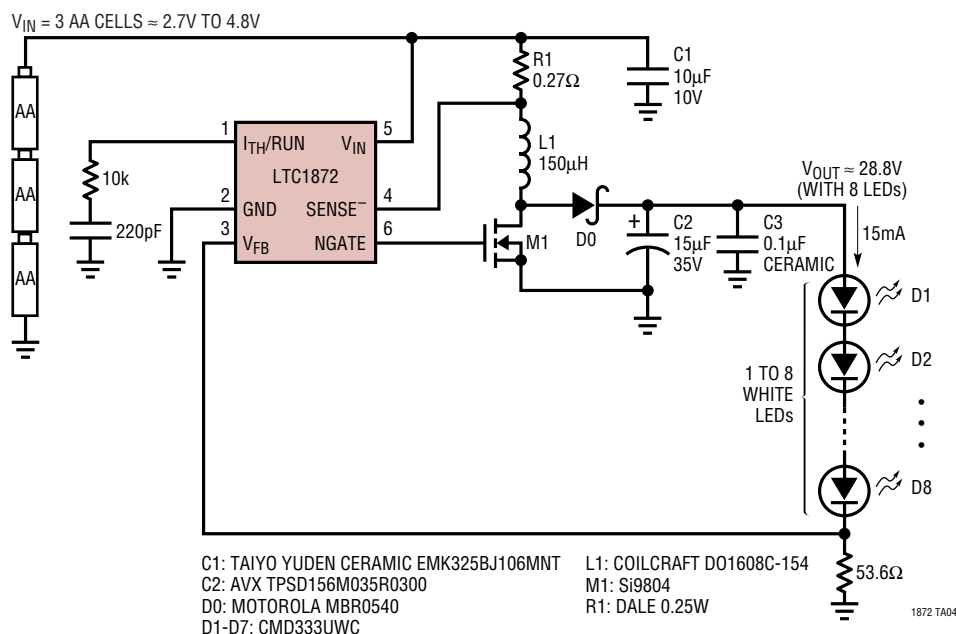 VIN = 3 AA CELLS ≈ 2.7V TO 4.8V
AA
AA
AA
10k
220pF
1
2
3
ITH/RUN
GND
VFB
LTC1872
VIN
SENSE–
NGATE
5
4
6
R1
0.27Ω
L1
150µH
C1
10µF
10V
M1
D0
+
C2
15µF
35V
C3
0.1µF
CERAMIC
VOUT ≈ 28.8V
(WITH 8 LEDs)
15mA
D1
D2
D8
1 TO 8
WHITE
LEDs
53.6Ω
C1: TAIYO YUDEN CERAMIC EMK325BJ106MNT
C2: AVX TPSD156M035R0300
D0: MOTOROLA MBR0540
D1-D7: CMD333UWC
L1: COILCRAFT DO1608C-154
M1: Si9804
R1: DALE 0.25W
1872 TA04